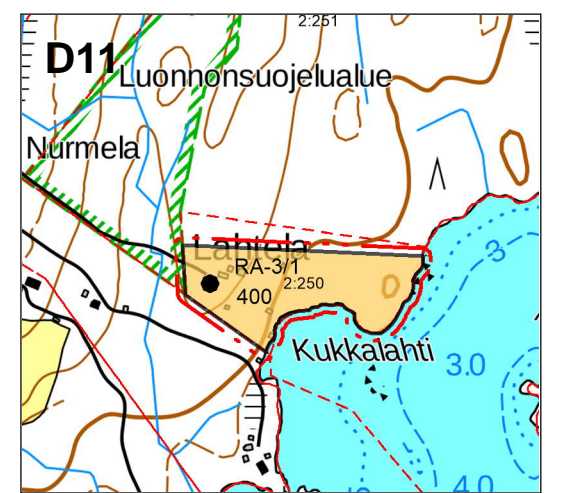 2:251
D11
Luonnonsuojelualue
Nurmela
Lahtela
3
RA-3/1
400
2:250
Kukkalahti
3.0
4.0